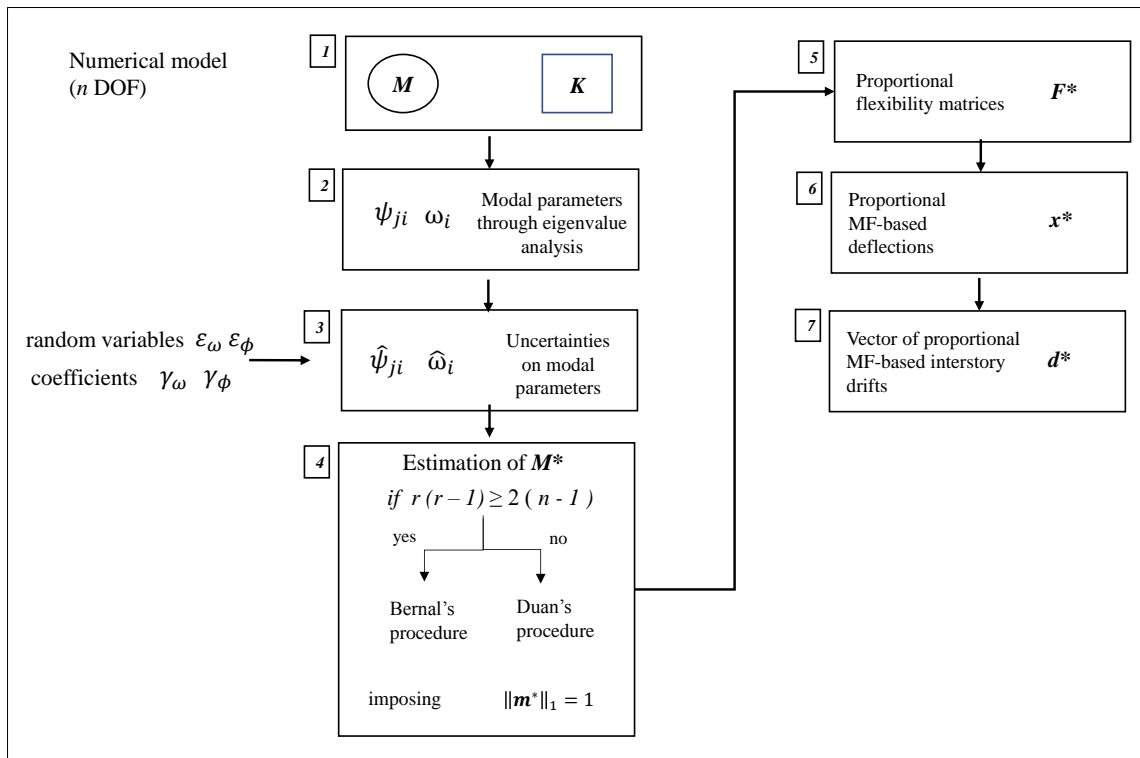 Numerical model
(n DOF)
1
M
K
2
ψji ωi
Modal parameters
through eigenvalue
analysis
random variables εω εϕ
coefficients γω γϕ
3
ψ̂ji ω̂i
Uncertainties
on modal
parameters
4
Estimation of M*
if r (r – 1) ≥ 2 ( n - 1 )
yes
no
Bernal’s
procedure
Duan’s
procedure
imposing
‖m*‖1 = 1
5
Proportional
flexibility matrices
F*
6
Proportional
MF-based
deflections
x*
7
Vector of proportional
MF-based interstory
drifts
d*